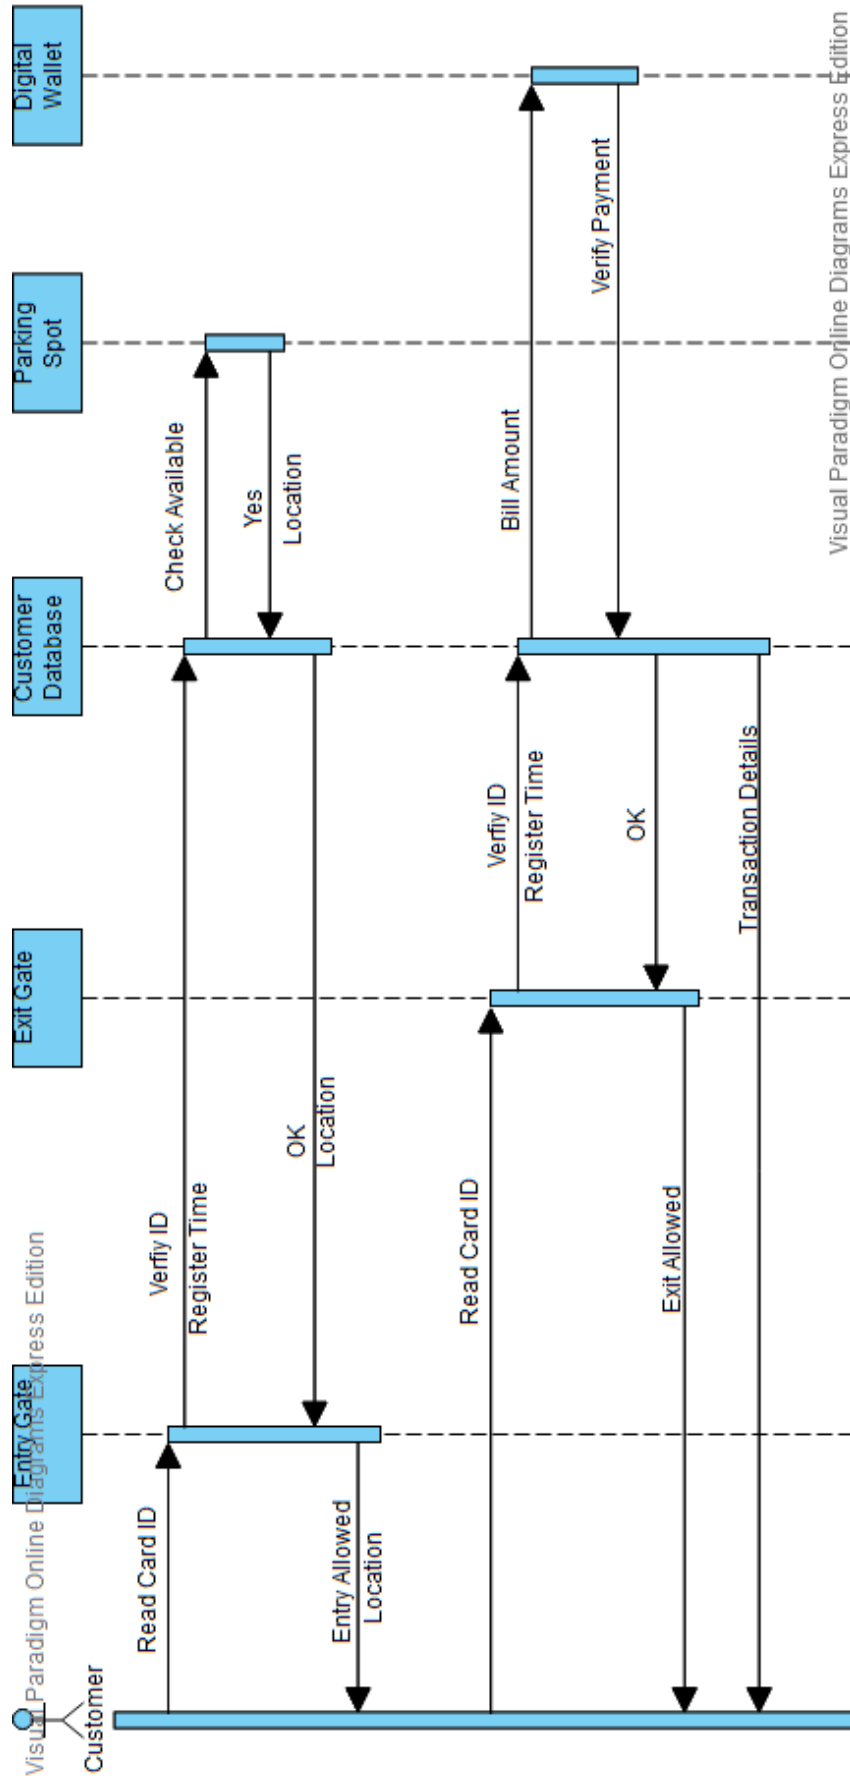 Visual Paradigm Online Diagrams Express Edition
Customer
Entry Gate
Exit Gate
Customer
Database
Parking
Spot
Digital
Wallet
Read Card ID
Verfiy ID
Register Time
Check Available
Yes
Location
OK
Location
Entry Allowed
Location
Read Card ID
Verfiy ID
Register Time
Bill Amount
Verify Payment
OK
Exit Allowed
Transaction Details
Visual Paradigm Online Diagrams Express Edition